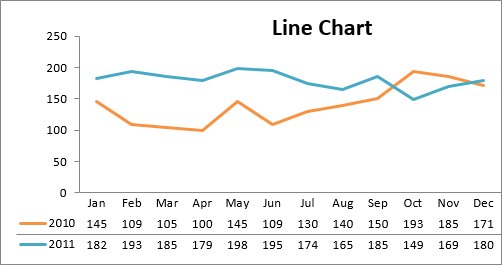 Line Chart
250
200
150
100
50
0
Jan Feb Mar Apr May Jun Jul Aug Sep Oct Nov Dec
2010 145 109 105 100 145 109 130 140 150 193 185 171
2011 182 193 185 179 198 195 174 165 185 149 169 180